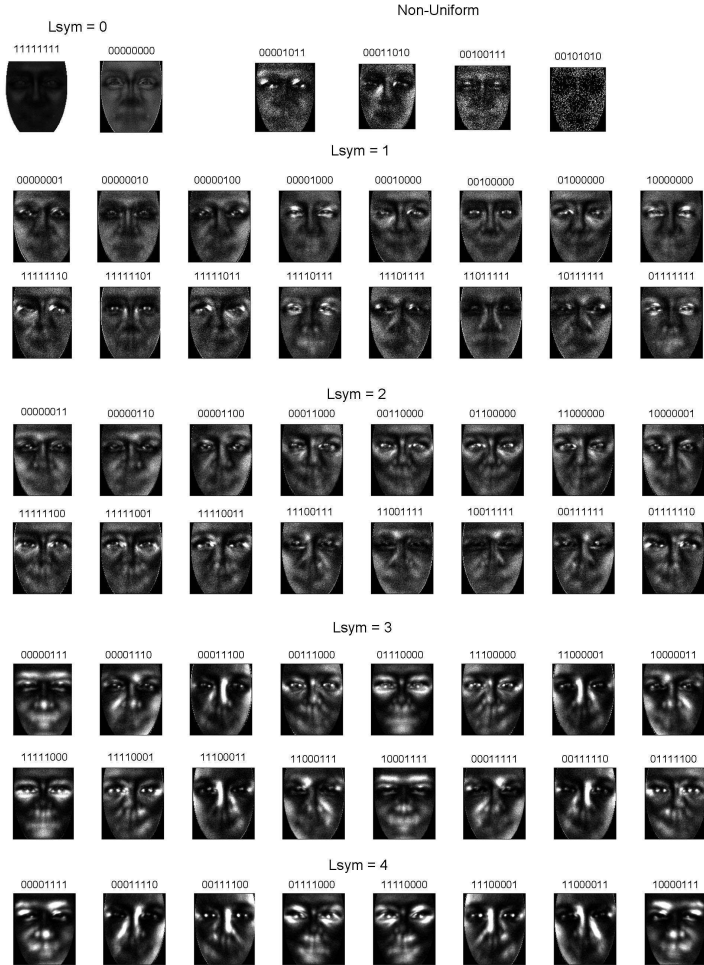 Non-Uniform
Lsym = 0
11111111 00000000 00001011 00011010 00100111 00101010
Lsym = 1
00000001 00000010 00000100 00001000 00010000 00100000 01000000 10000000
11111110 11111101 11111011 11110111 11101111 11011111 10111111 01111111
Lsym = 2
00000011 00000110 00001100 00011000 00110000 01100000 11000000 10000001
11111100 11111001 11110011 11100111 11001111 10011111 00111111 01111110
Lsym = 3
00000111 00001110 00011100 00111000 01110000 11100000 11000001 10000011
11111000 11110001 11100011 11000111 10001111 00011111 00111110 01111100
Lsym = 4
00001111 00011110 00111100 01111000 11110000 11100001 11000011 10000111